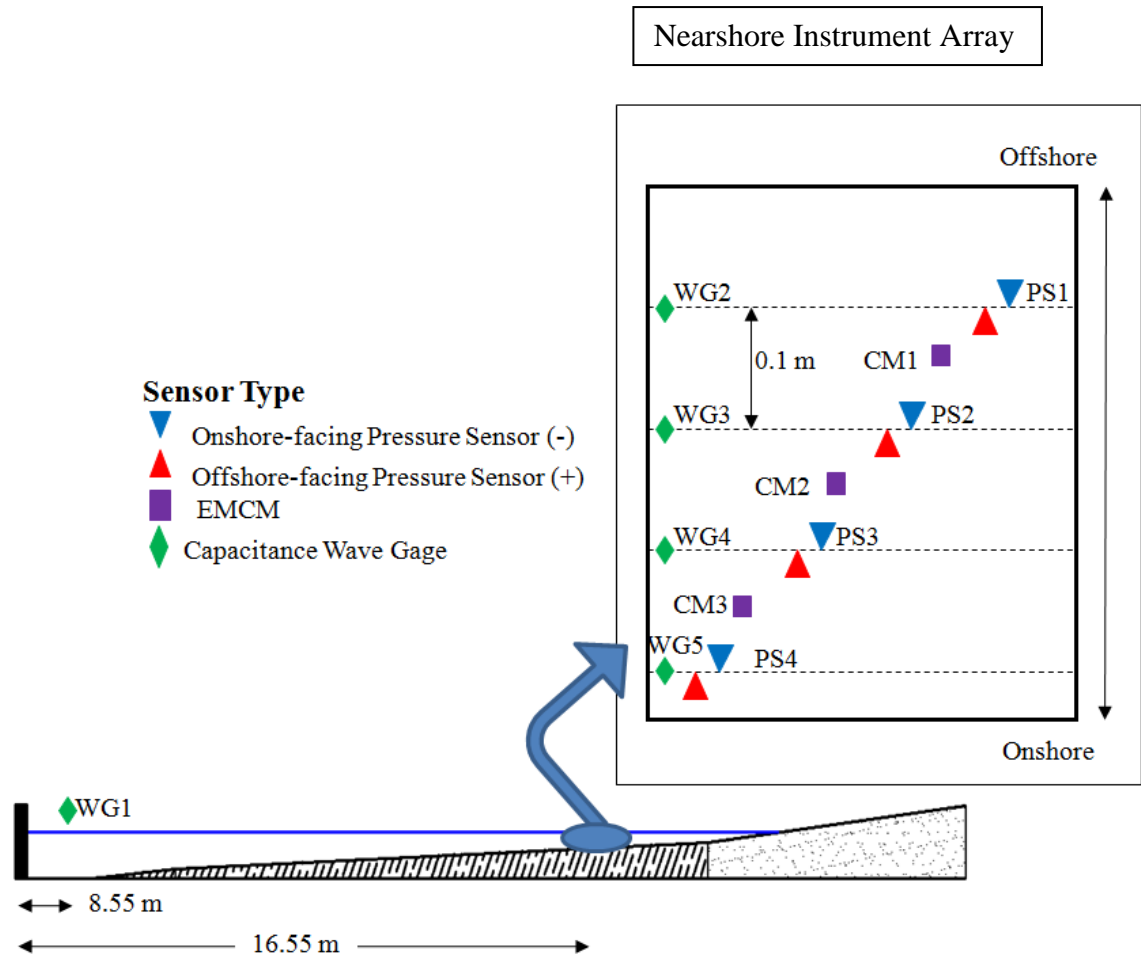 Nearshore Instrument Array
Offshore
WG2
PS1
CM1
0.1 m
WG3
PS2
CM2
WG4
PS3
CM3
WG5
PS4
Onshore
Sensor Type
Onshore-facing Pressure Sensor (-)
Offshore-facing Pressure Sensor (+)
EMCM
Capacitance Wave Gage
WG1
8.55 m
16.55 m